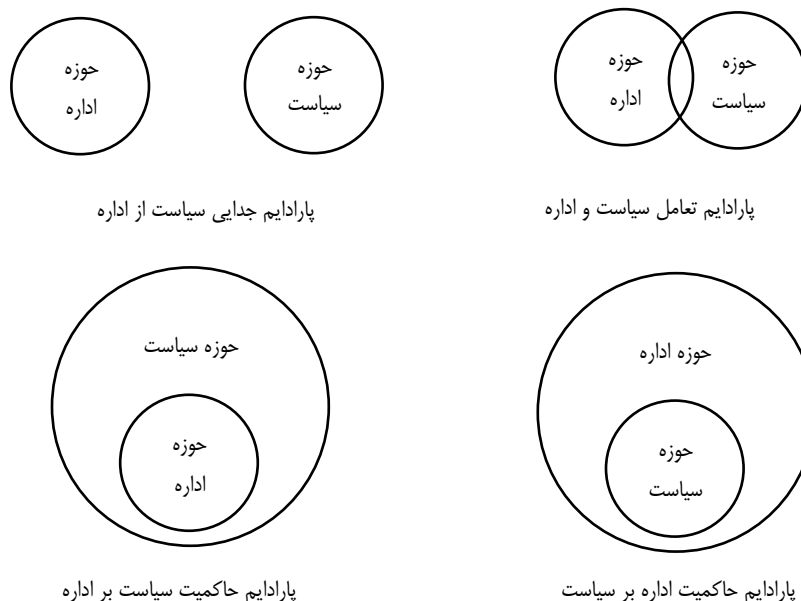 حوزه
سیاست
حوزه
اداره
حوزه
سیاست
حوزه
اداره
پارادایم تعامل سیاست و اداره
پارادایم جدایی سیاست از اداره
حوزه اداره
حوزه
سیاست
حوزه سیاست
حوزه
اداره
پارادایم حاکمیت اداره بر سیاست
پارادایم حاکمیت سیاست بر اداره